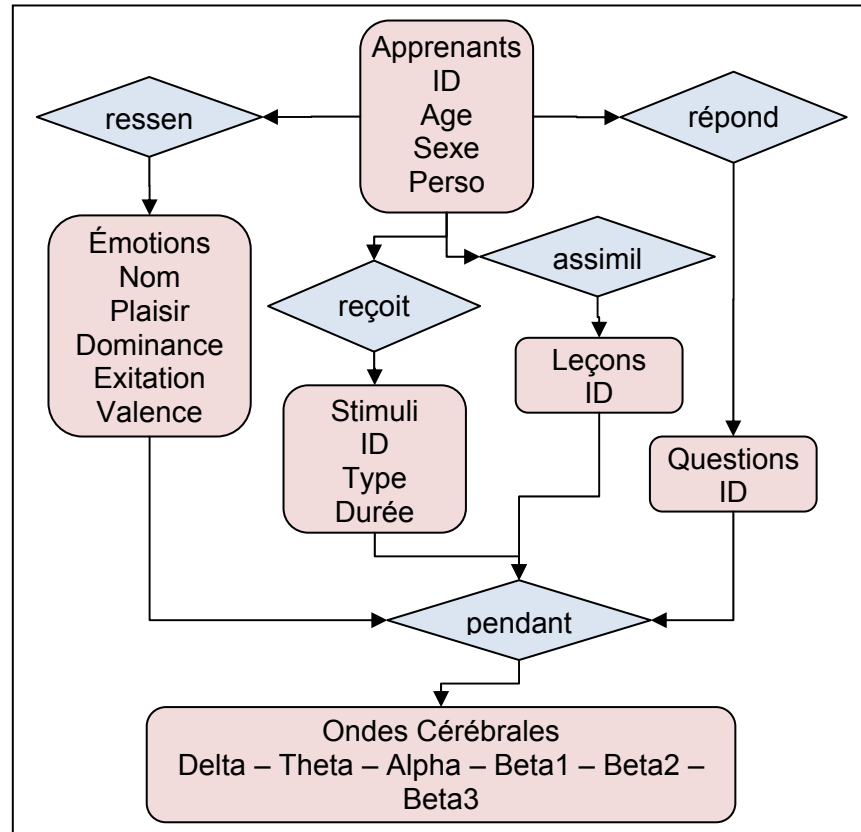 Apprenants
ID
Age
Sexe
Perso
ressen
répond
Émotions
Nom
Plaisir
Dominance
Exitation
Valence
reçoit
assimil
Stimuli
ID
Type
Durée
Leçons
ID
Questions
ID
pendant
Ondes Cérébrales
Delta – Theta – Alpha – Beta1 – Beta2 –
Beta3